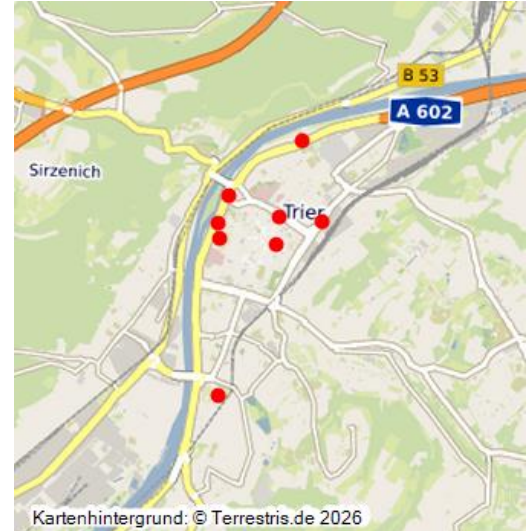 B 53
A 602
Sirzenich
Trier
Kartenhintergrund: © Terrestris.de 2026